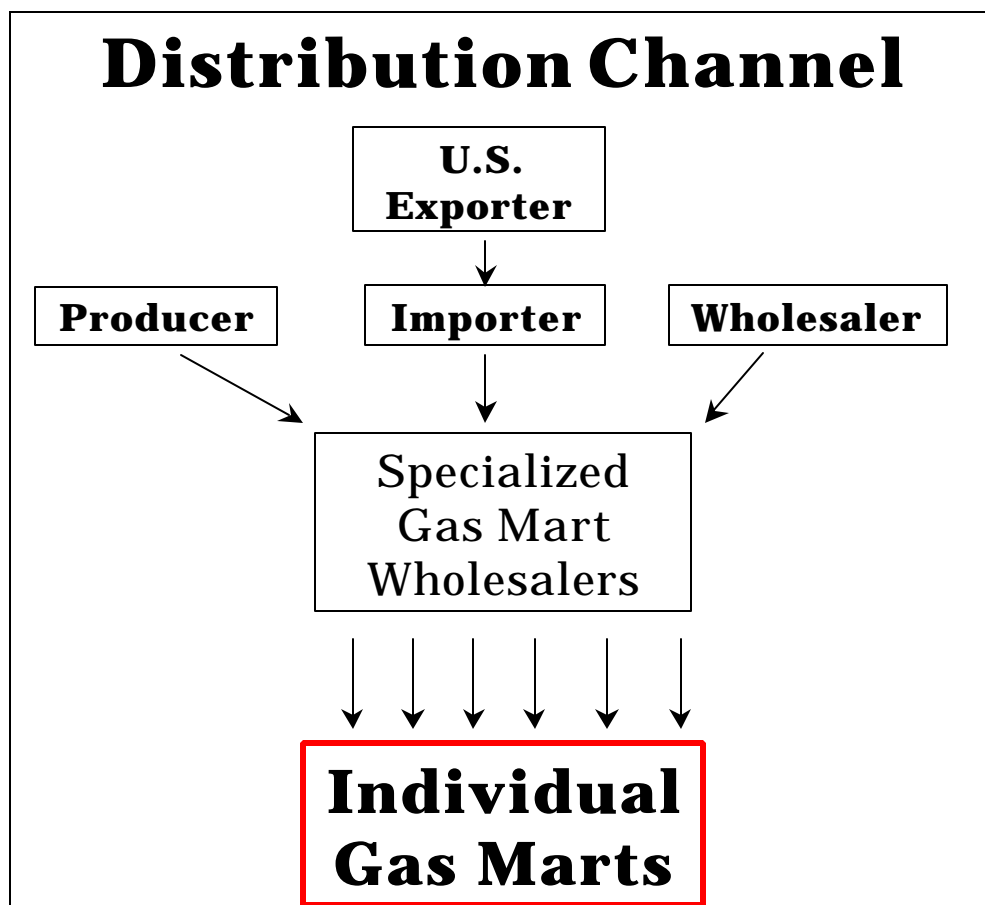 Distribution Channel
U.S.
Exporter
Producer
Importer
Wholesaler
Specialized
Gas Mart
Wholesalers
Individual
Gas Marts